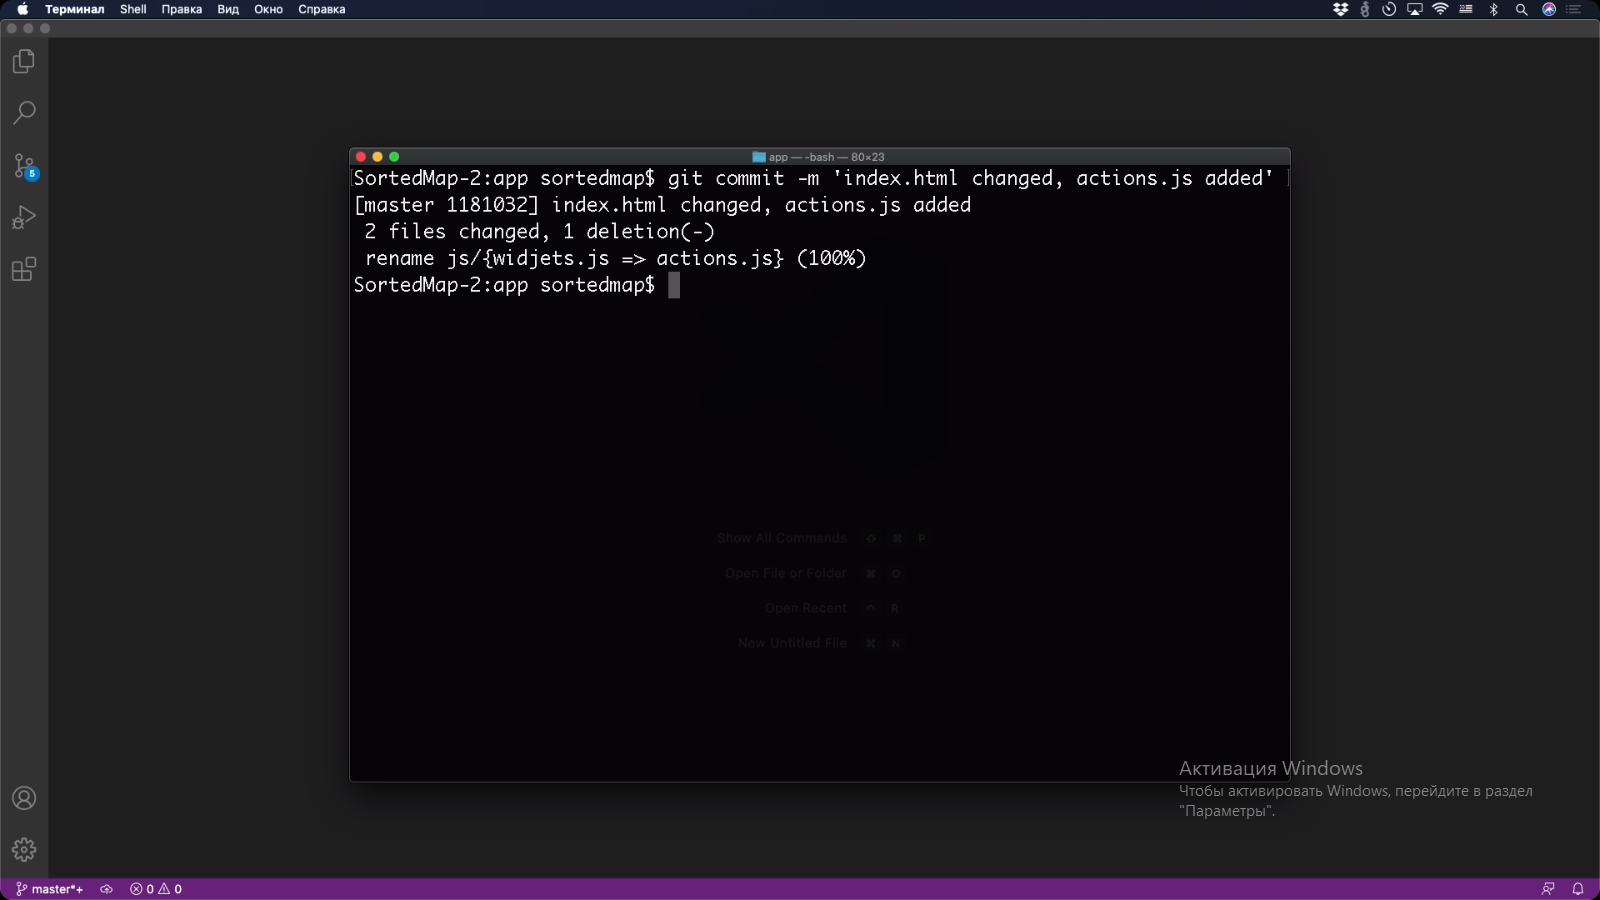 Терминал Shell Правка Вид Окно Справка
app — -bash — 80×23
SortedMap-2:app sortedmap$ git commit -m 'index.html changed, actions.js added'
[master 1181032] index.html changed, actions.js added
2 files changed, 1 deletion(-)
rename js/{widjets.js => actions.js} (100%)
SortedMap-2:app sortedmap$
5
Show All Commands ⇧ ⌘ P
Open File or Folder ⌘ O
Open Recent ^ R
New Untitled File ⌘ N
Активация Windows
Чтобы активировать Windows, перейдите в раздел
"Параметры".
master*+ 0 0